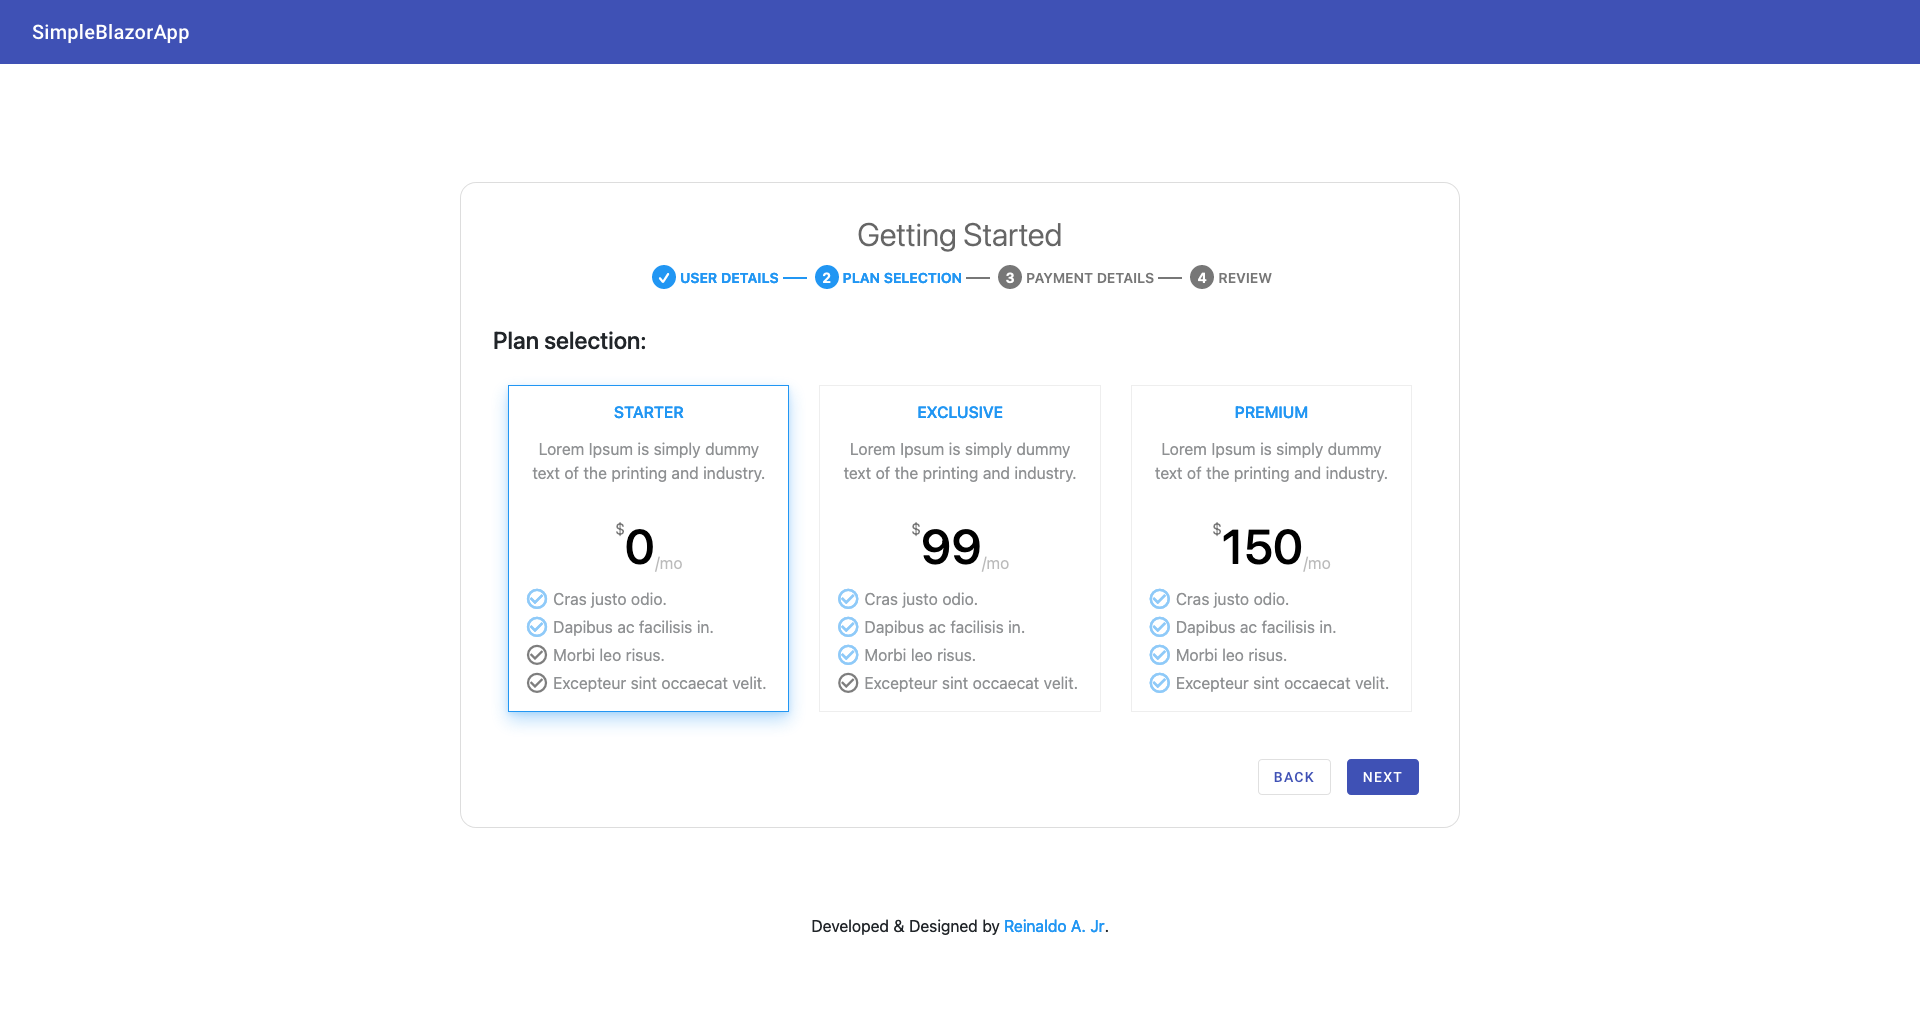 SimpleBlazorApp
Getting Started
USER DETAILS 2 PLAN SELECTION 3 PAYMENT DETAILS 4 REVIEW
Plan selection:
STARTER
Lorem Ipsum is simply dummy
text of the printing and industry.
$0/mo
Cras justo odio.
Dapibus ac facilisis in.
Morbi leo risus.
Excepteur sint occaecat velit.
EXCLUSIVE
Lorem Ipsum is simply dummy
text of the printing and industry.
$99/mo
Cras justo odio.
Dapibus ac facilisis in.
Morbi leo risus.
Excepteur sint occaecat velit.
PREMIUM
Lorem Ipsum is simply dummy
text of the printing and industry.
$150/mo
Cras justo odio.
Dapibus ac facilisis in.
Morbi leo risus.
Excepteur sint occaecat velit.
BACK NEXT
Developed & Designed by Reinaldo A. Jr.